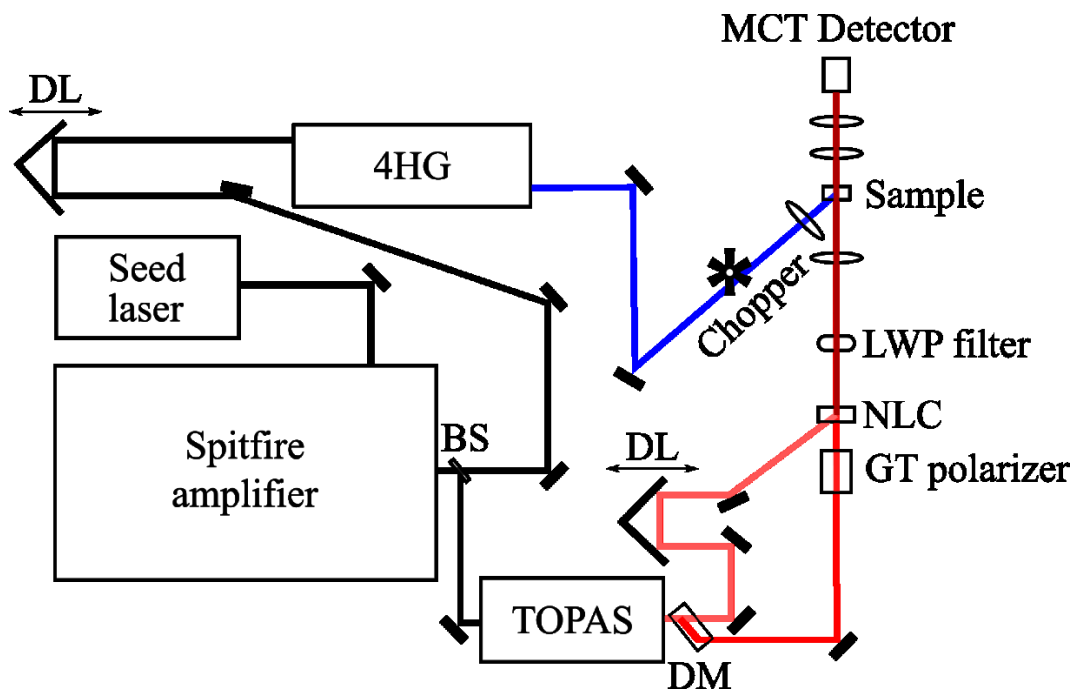 MCT Detector
DL
4HG
Sample
Seed
laser
Chopper
LWP filter
NLC
BS
Spitfire
amplifier
DL
GT polarizer
TOPAS
DM